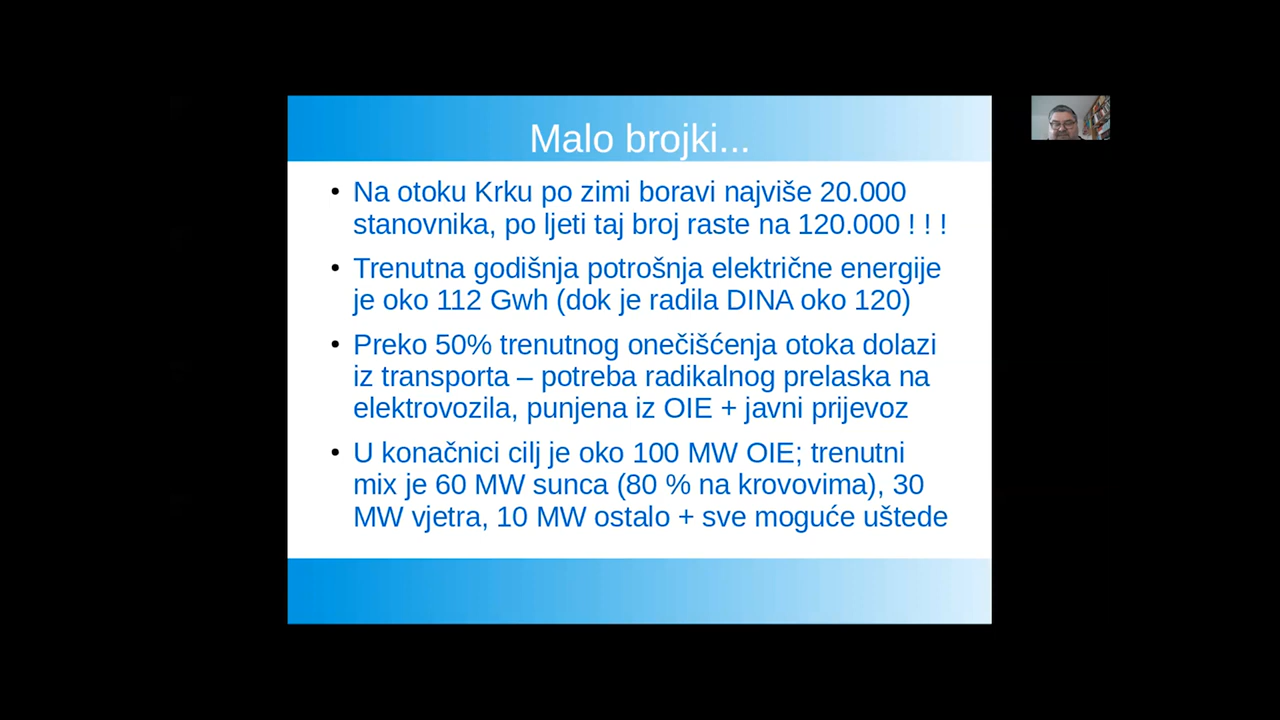 Malo brojki...
• Na otoku Krku po zimi boravi najviše 20.000
stanovnika, po ljeti taj broj raste na 120.000 ! ! !
• Trenutna godišnja potrošnja električne energije
je oko 112 Gwh (dok je radila DINA oko 120)
• Preko 50% trenutnog onečišćenja otoka dolazi
iz transporta – potreba radikalnog prelaska na
elektrovozila, punjena iz OIE + javni prijevoz
• U konačnici cilj je oko 100 MW OIE; trenutni
mix je 60 MW sunca (80 % na krovovima), 30
MW vjetra, 10 MW ostalo + sve moguće uštede